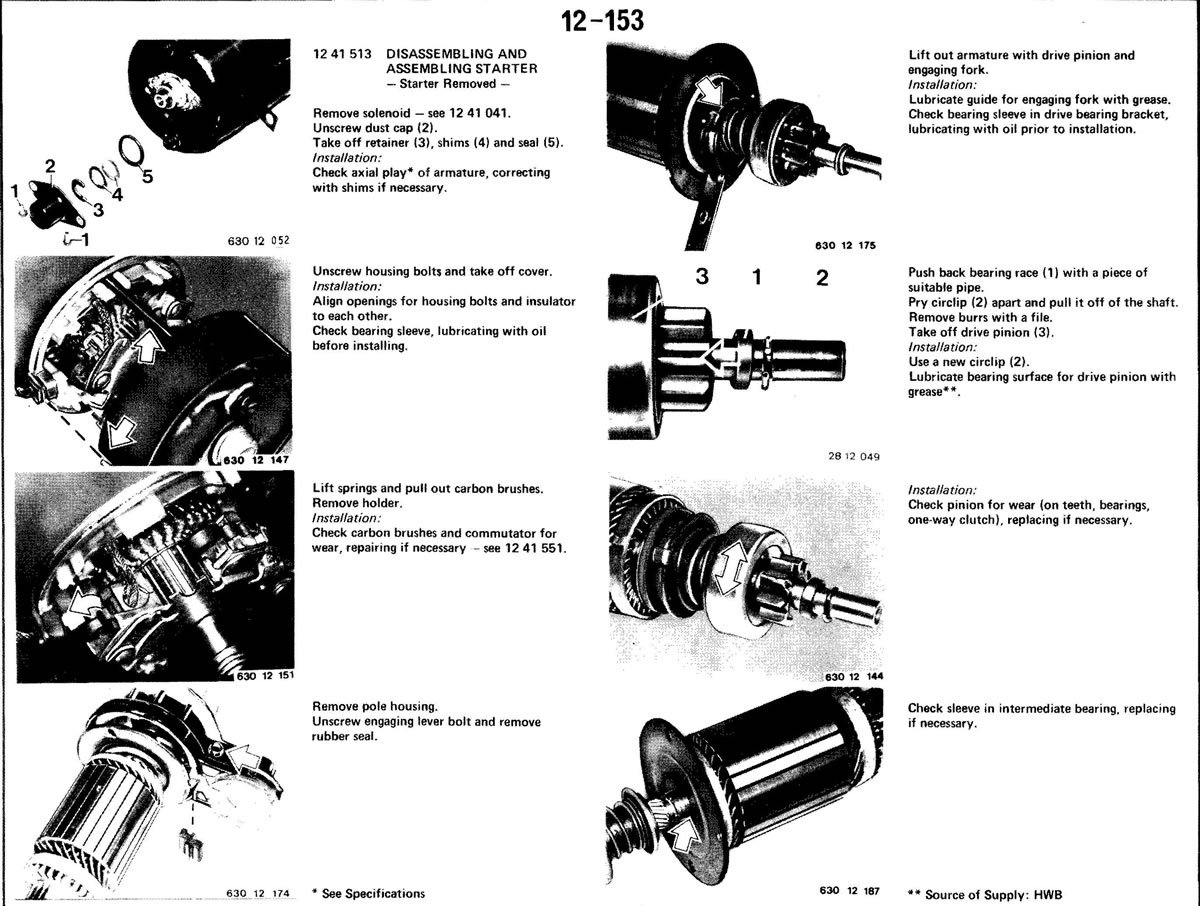 12-153
12 41 513 DISASSEMBLING AND
ASSEMBLING STARTER
— Starter Removed —
Remove solenoid — see 12 41 041.
Unscrew dust cap (2).
Take off retainer (3), shims (4) and seal (5).
Installation:
Check axial play* of armature, correcting
with shims if necessary.
1
2
3
4
5
1
630 12 052
Unscrew housing bolts and take off cover.
Installation:
Align openings for housing bolts and insulator
to each other.
Check bearing sleeve, lubricating with oil
before installing.
630 12 147
Lift springs and pull out carbon brushes.
Remove holder.
Installation:
Check carbon brushes and commutator for
wear, repairing if necessary — see 12 41 551.
630 12 151
Remove pole housing.
Unscrew engaging lever bolt and remove
rubber seal.
630 12 174
* See Specifications
Lift out armature with drive pinion and
engaging fork.
Installation:
Lubricate guide for engaging fork with grease.
Check bearing sleeve in drive bearing bracket,
lubricating with oil prior to installation.
630 12 175
3 1 2
Push back bearing race (1) with a piece of
suitable pipe.
Pry circlip (2) apart and pull it off of the shaft.
Remove burrs with a file.
Take off drive pinion (3).
Installation:
Use a new circlip (2).
Lubricate bearing surface for drive pinion with
grease**.
28 12 049
Installation:
Check pinion for wear (on teeth, bearings,
one-way clutch), replacing if necessary.
630 12 144
Check sleeve in intermediate bearing, replacing
if necessary.
630 12 187
** Source of Supply: HWB